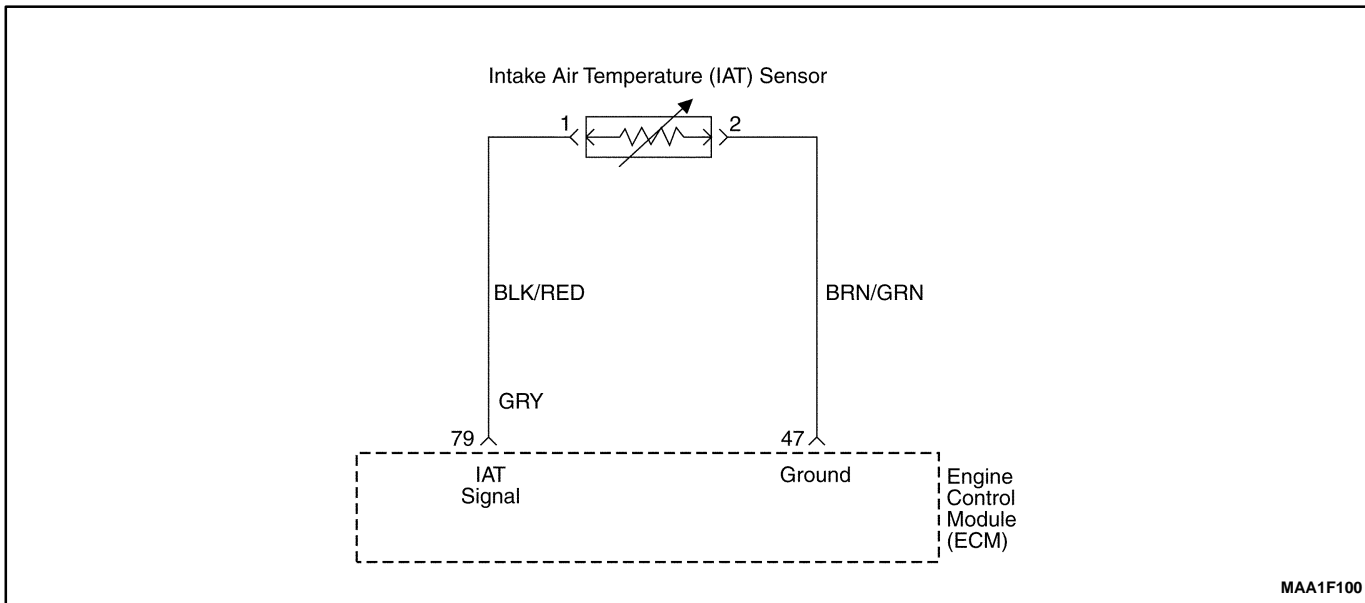 Intake Air Temperature (IAT) Sensor
1
2
BLK/RED
BRN/GRN
GRY
79
47
IAT
Signal
Ground
Engine
Control
Module
(ECM)
MAA1F100